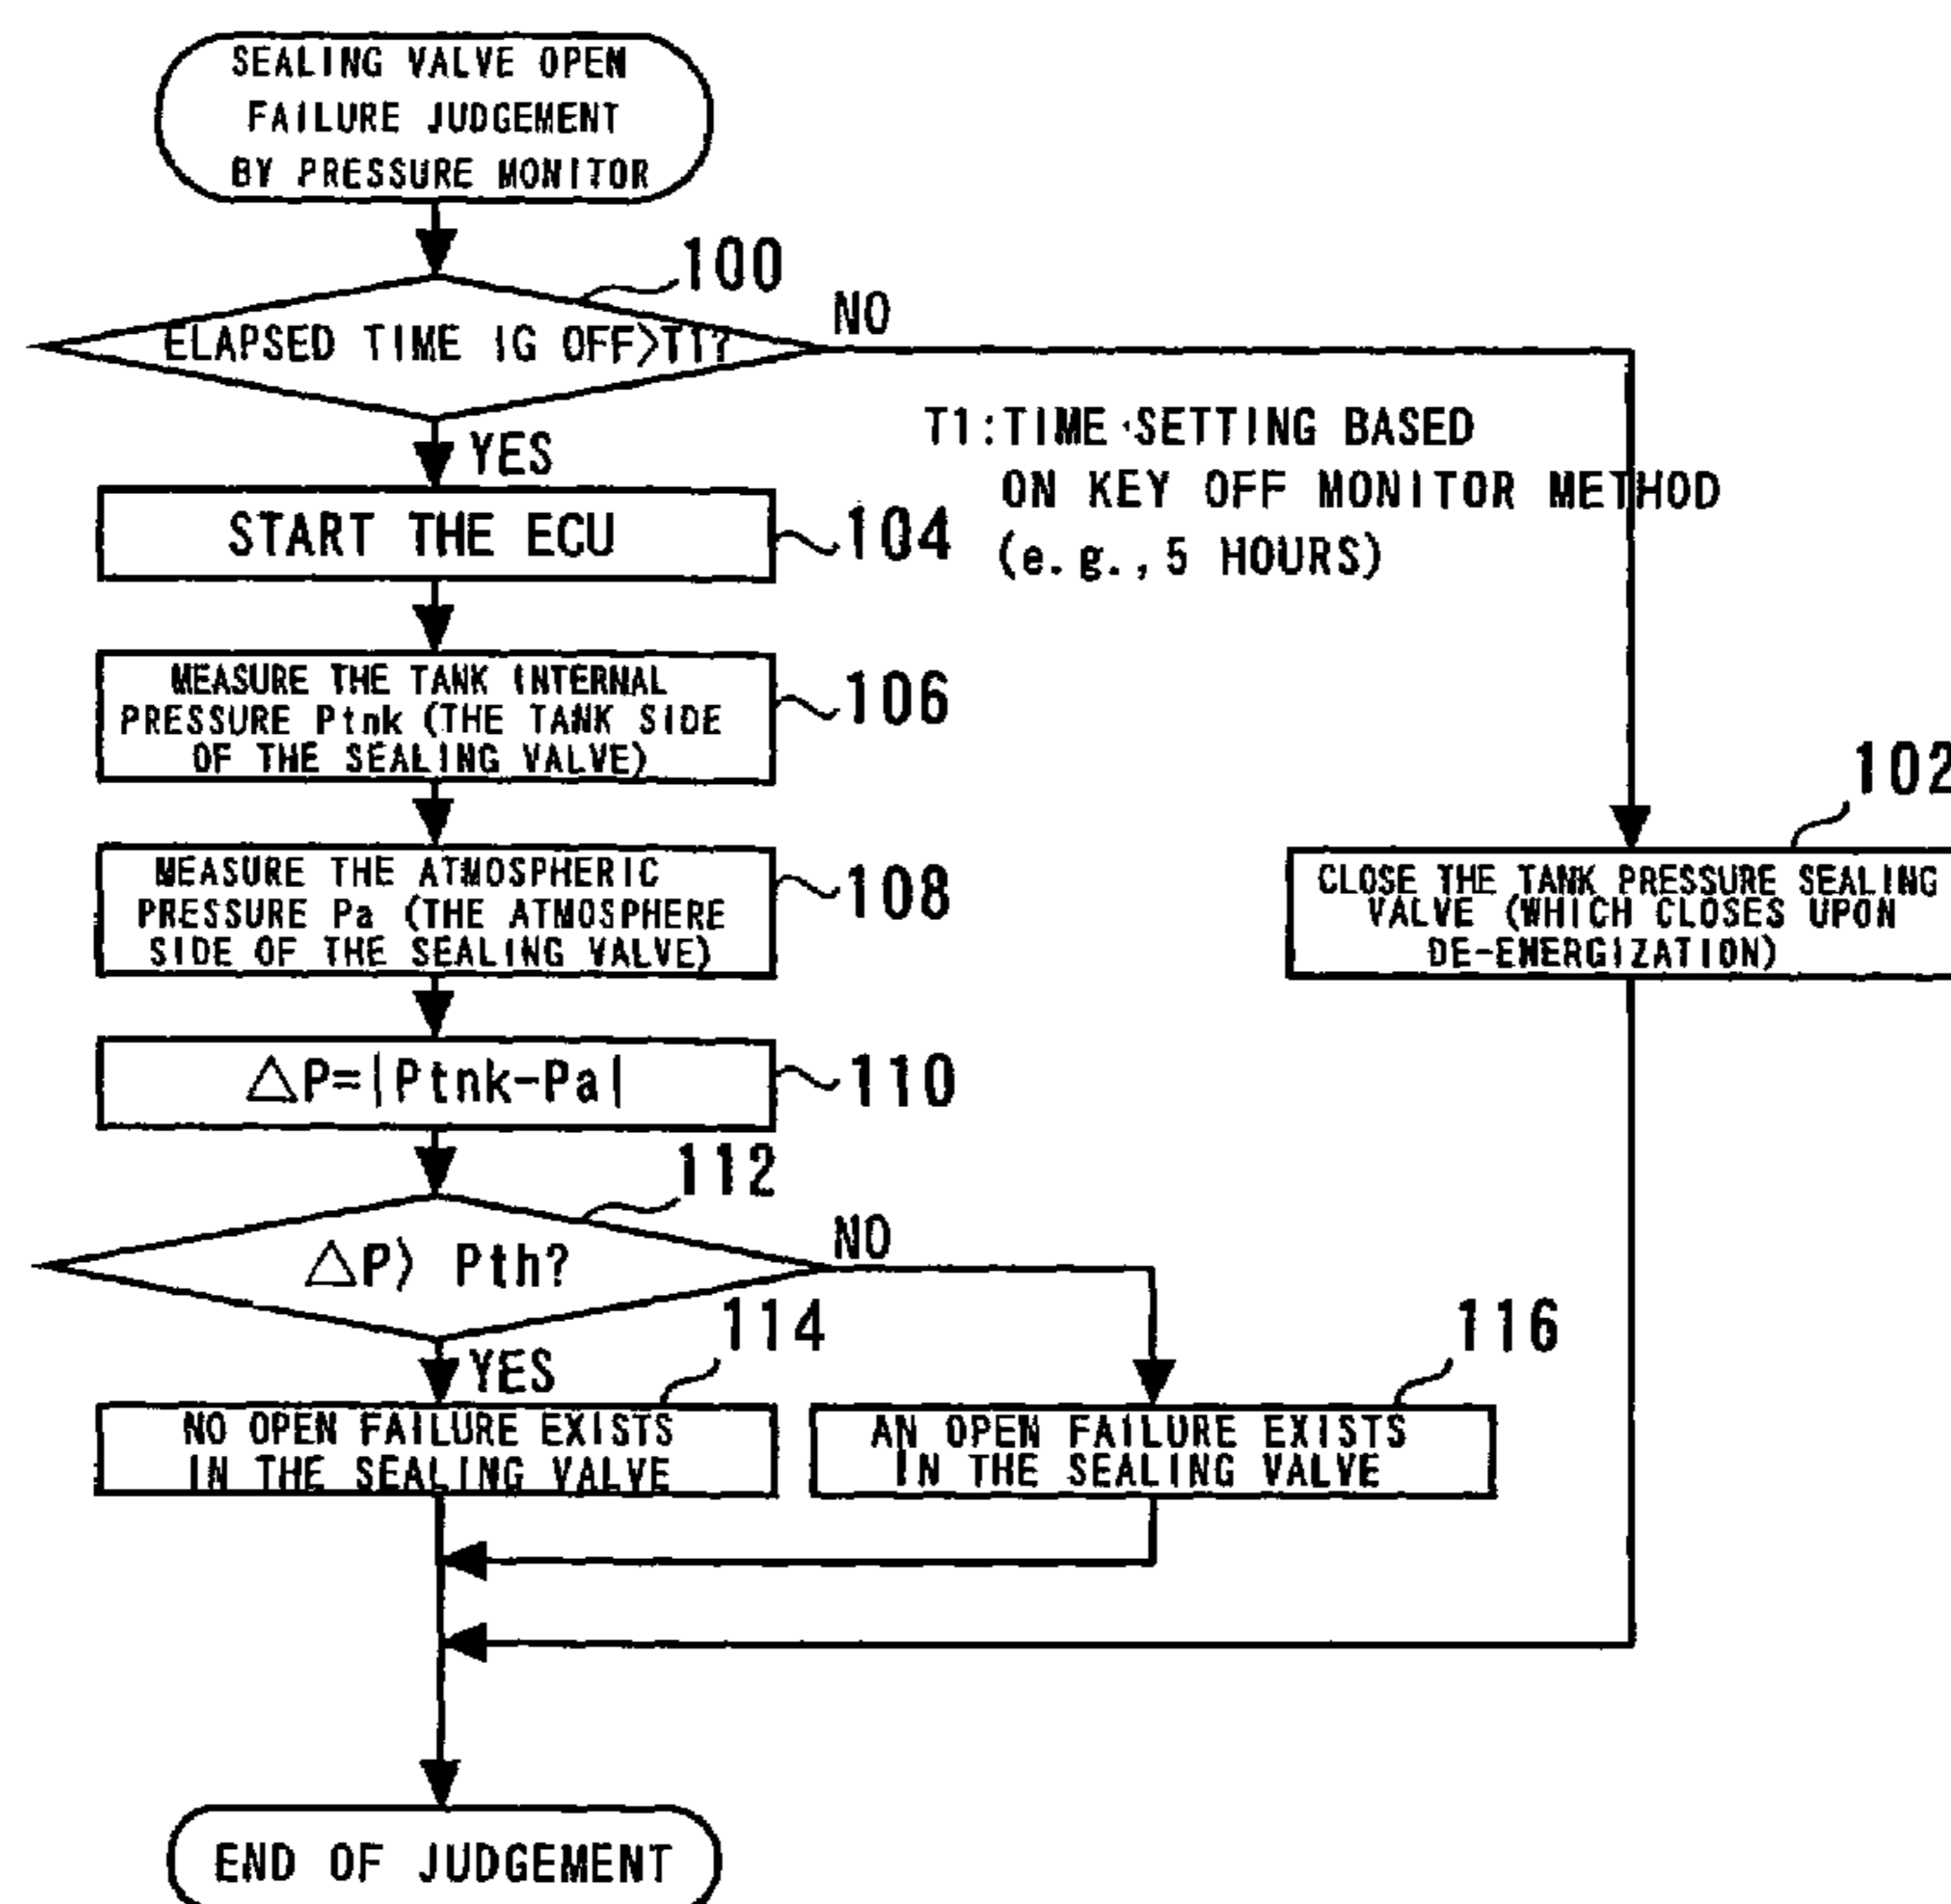 SEALING VALVE OPEN
FAILURE JUDGEMENT
BY PRESSURE MONITOR
100
ELAPSED TIME IG OFF>T1?
NO
YES
T1:TIME SETTING BASED
ON KEY OFF MONITOR METHOD
(e.g.,5 HOURS)
START THE ECU
104
MEASURE THE TANK INTERNAL
PRESSURE Ptnk (THE TANK SIDE
OF THE SEALING VALVE)
106
102
CLOSE THE TANK PRESSURE SEALING
VALVE (WHICH CLOSES UPON
DE-ENERGIZATION)
MEASURE THE ATMOSPHERIC
PRESSURE Pa (THE ATMOSPHERE
SIDE OF THE SEALING VALVE)
108
△P=|Ptnk-Pa|
110
112
△P> Pth?
NO
YES
114
NO OPEN FAILURE EXISTS
IN THE SEALING VALVE
116
AN OPEN FAILURE EXISTS
IN THE SEALING VALVE
END OF JUDGEMENT